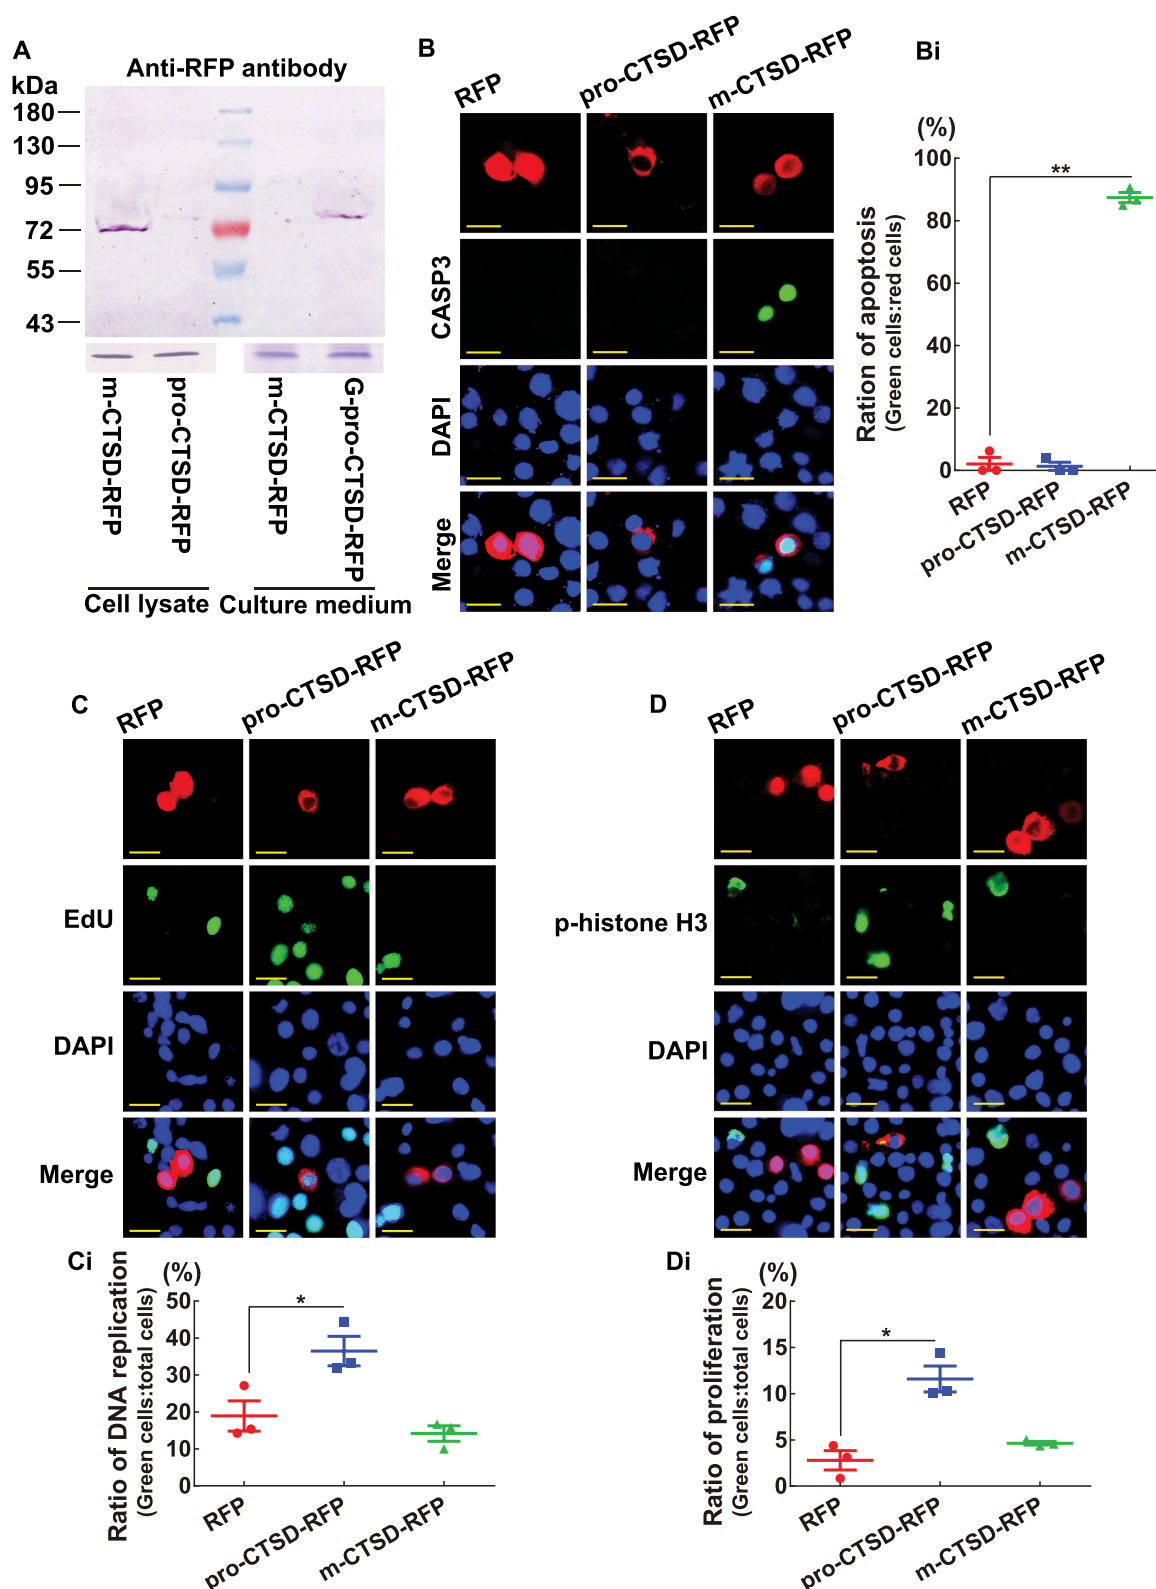 A
Anti-RFP antibody
kDa
180
130
95
72
55
43
m-CTSD-RFP
pro-CTSD-RFP
m-CTSD-RFP
G-pro-CTSD-RFP
Cell lysate
Culture medium
B
RFP
pro-CTSD-RFP
m-CTSD-RFP
CASP3
DAPI
Merge
Bi
(%)
Ration of apoptosis
(Green cells:red cells)
100
80
60
40
20
0
**
RFP
pro-CTSD-RFP
m-CTSD-RFP
C
RFP
pro-CTSD-RFP
m-CTSD-RFP
EdU
DAPI
Merge
D
RFP
pro-CTSD-RFP
m-CTSD-RFP
p-histone H3
DAPI
Merge
Ci
(%)
Ratio of DNA replication
(Green cells:total cells)
50
40
30
20
10
0
*
RFP
pro-CTSD-RFP
m-CTSD-RFP
Di
(%)
Ratio of proliferation
(Green cells:total cells)
20
15
10
5
0
*
RFP
pro-CTSD-RFP
m-CTSD-RFP